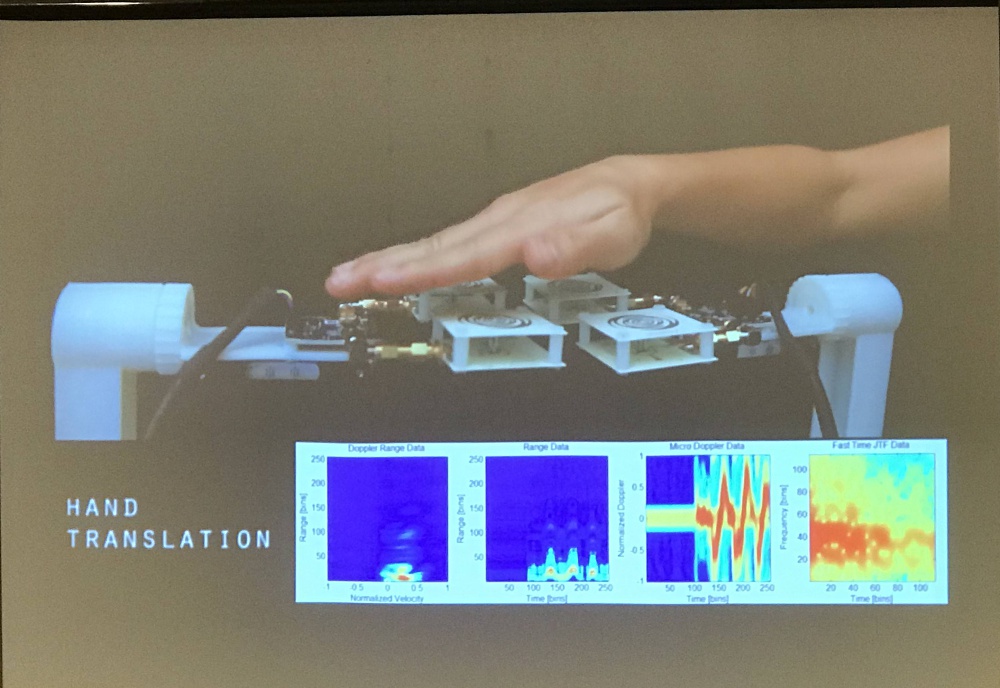 HAND
TRANSLATION
Doppler Range Data
Range [bins]
250
200
150
100
50
1
-0.5
0
0.5
1
Normalized Velocity
Range Data
Range [bins]
250
200
150
100
50
50 100 150 200 250
Time [bins]
Micro Doppler Data
Normalized Doppler
1
0.5
0
-0.5
-1
50 100 150 200 250
Time [bins]
Fast Time JTF Data
Frequency [bins]
100
80
60
40
20
20 40 60 80 100
Time [bins]